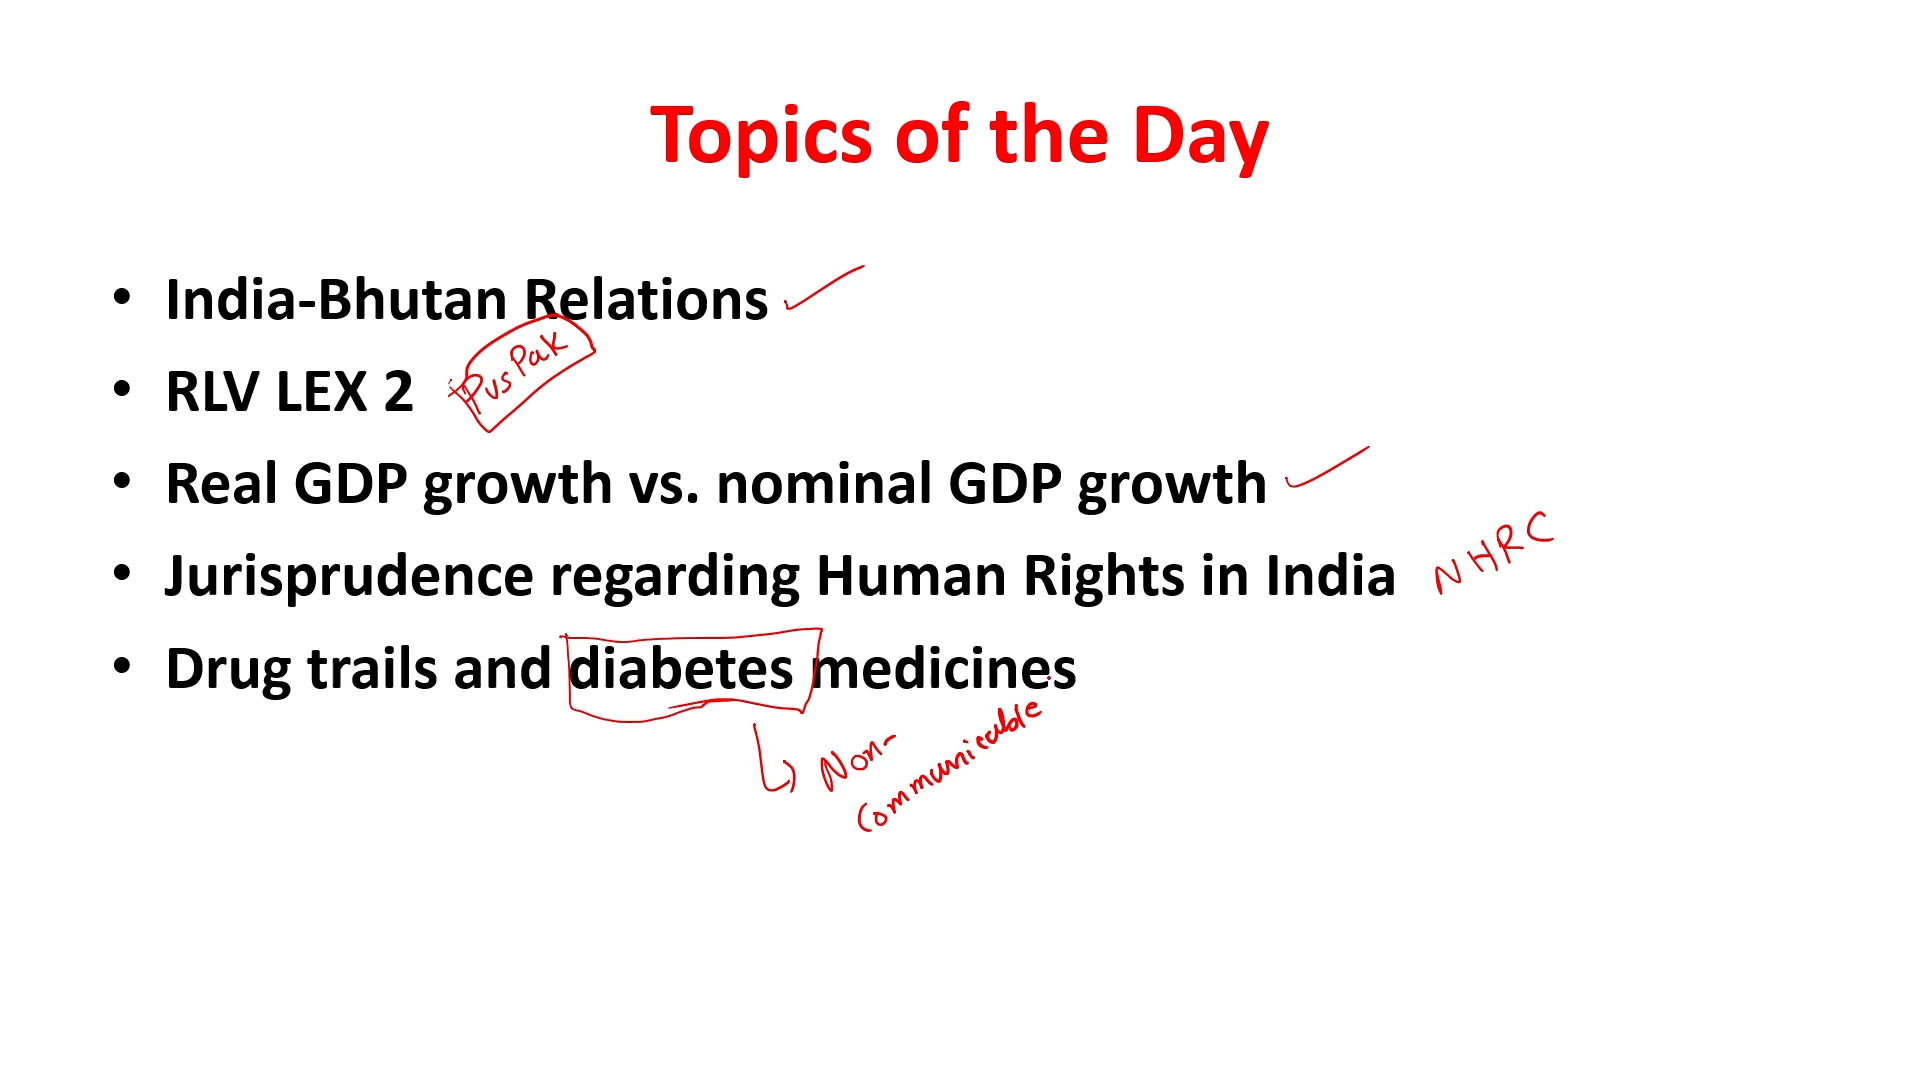 Topics of the Day
• India-Bhutan Relations
• RLV LEX 2 PusPak
• Real GDP growth vs. nominal GDP growth
• Jurisprudence regarding Human Rights in India NHRC
• Drug trails and diabetes medicines
Non-
Communicable